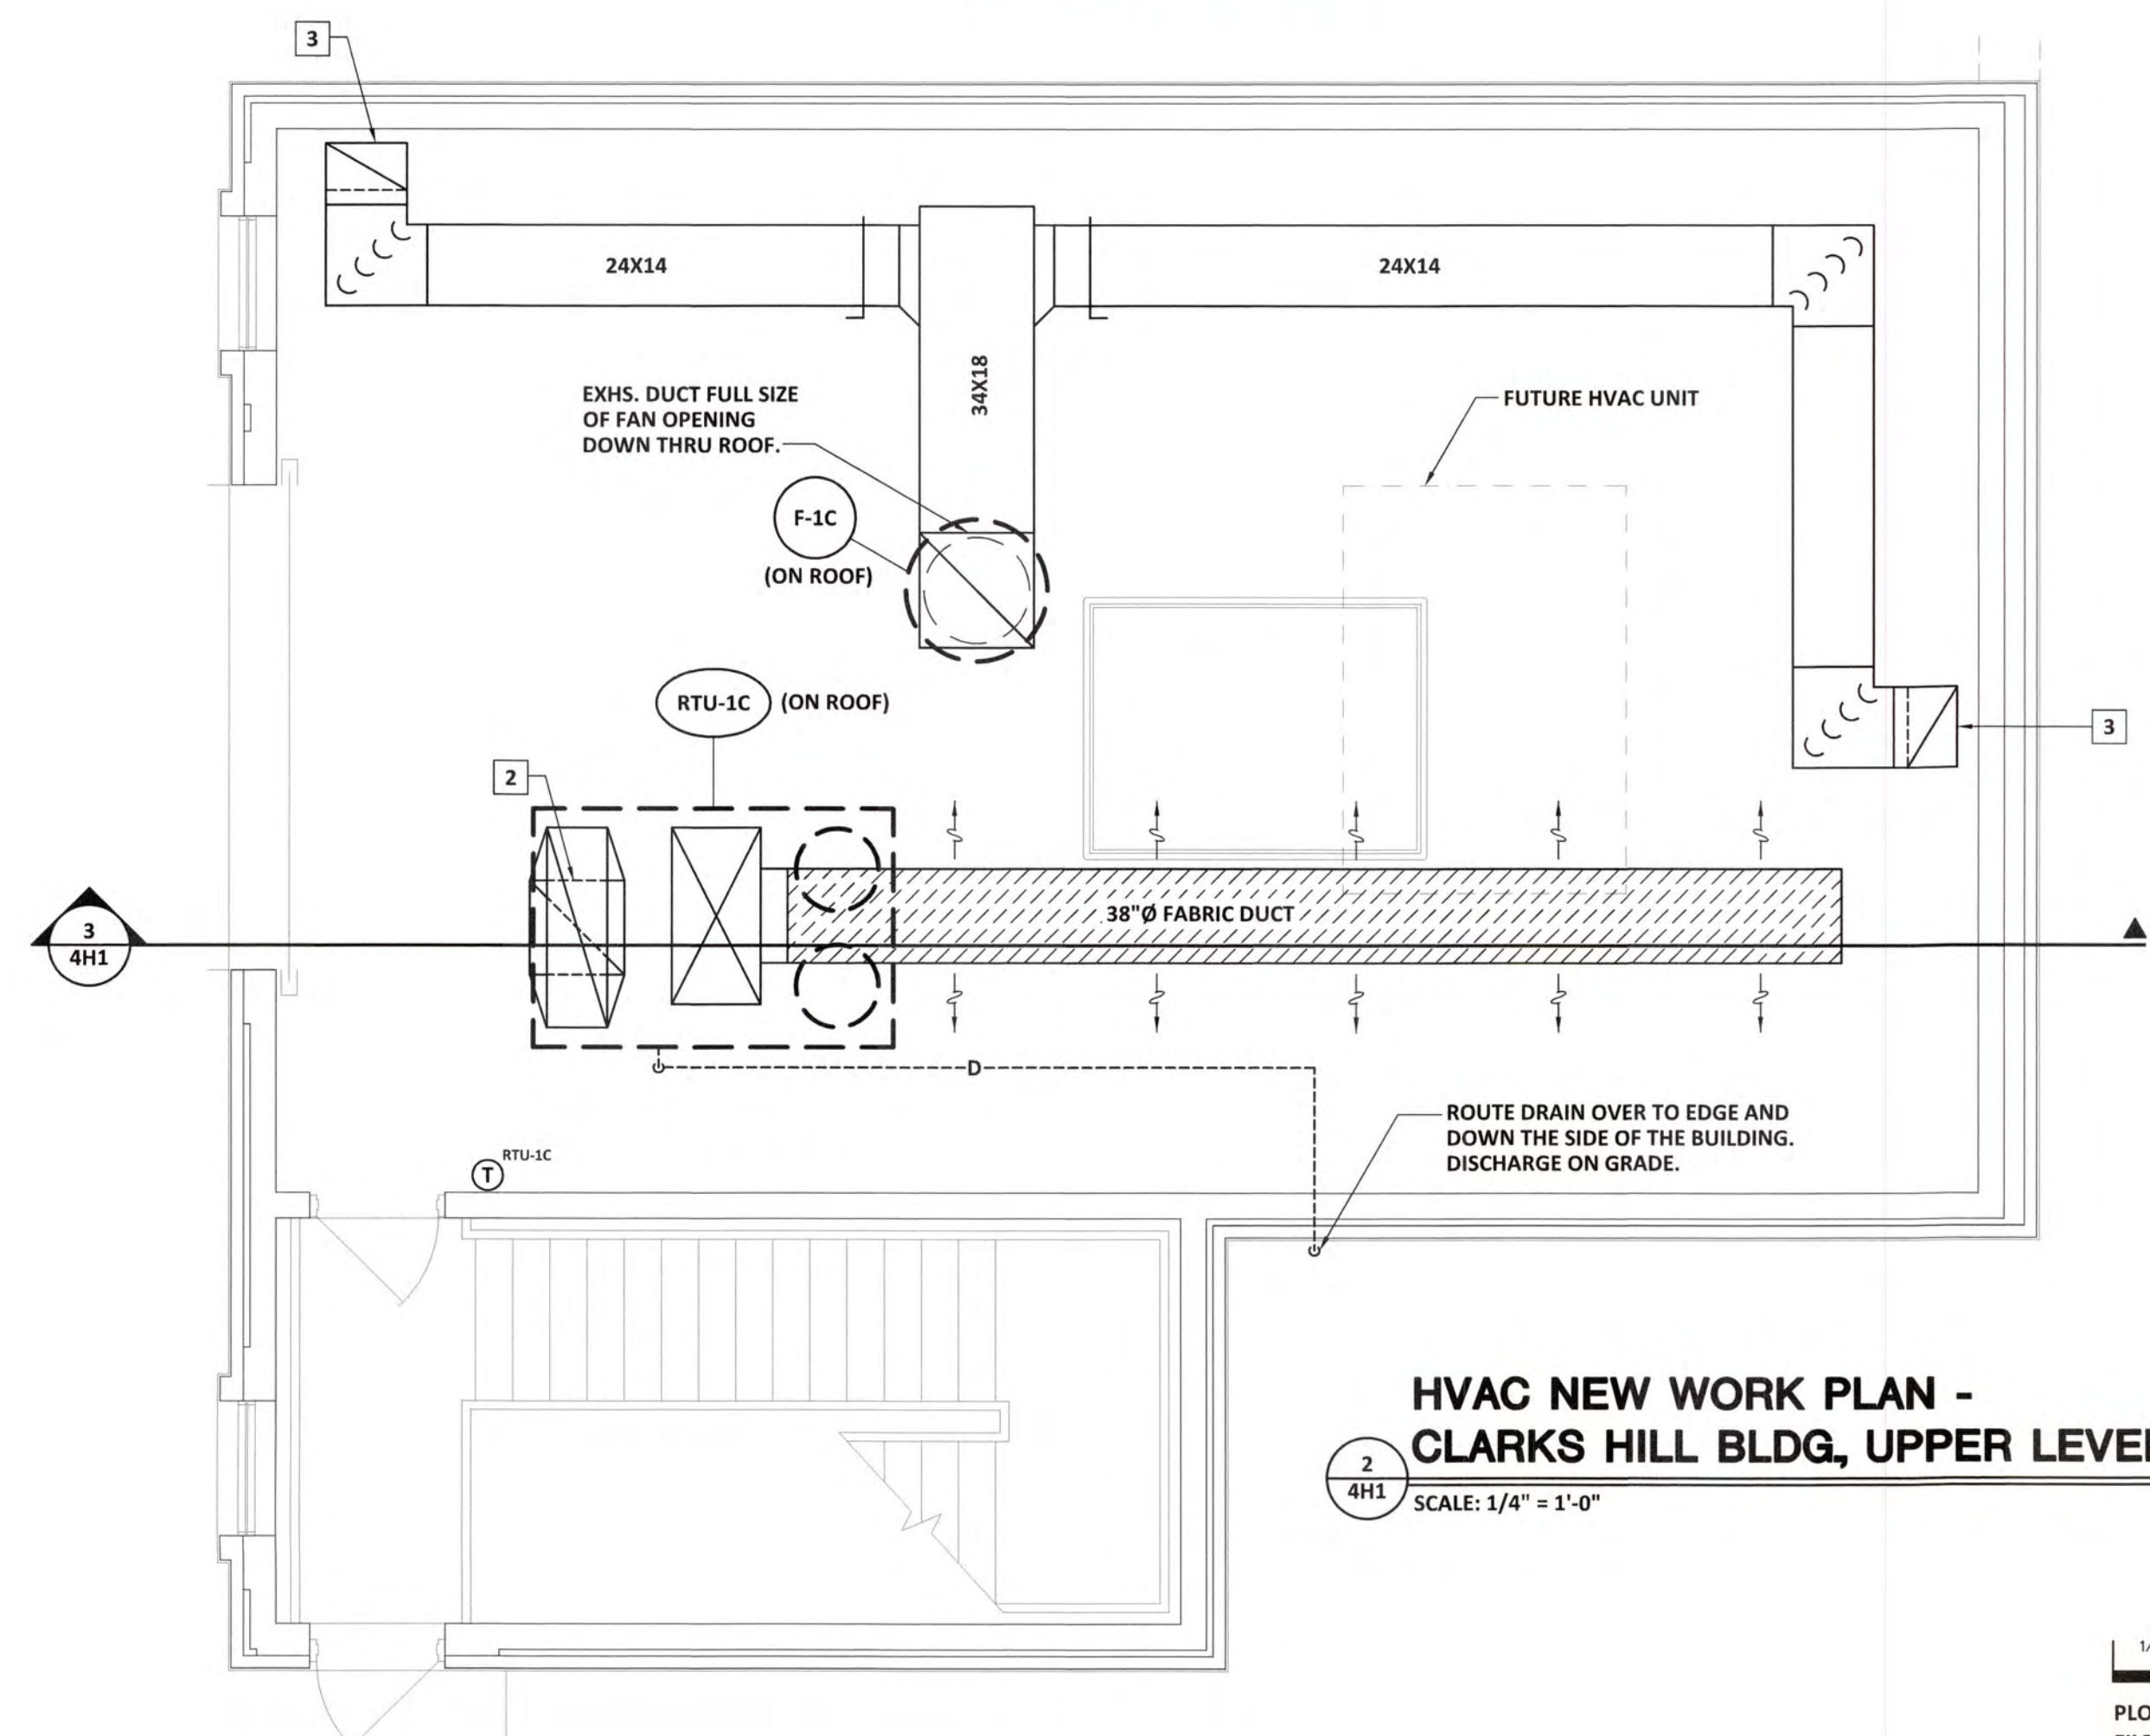 3
24X14
24X14
34X18
EXHS. DUCT FULL SIZE
OF FAN OPENING
DOWN THRU ROOF.
FUTURE HVAC UNIT
F-1C
(ON ROOF)
RTU-1C
(ON ROOF)
3
2
38"Ø FABRIC DUCT
3
4H1
D
ROUTE DRAIN OVER TO EDGE AND
DOWN THE SIDE OF THE BUILDING.
DISCHARGE ON GRADE.
RTU-1C
T
HVAC NEW WORK PLAN -
CLARKS HILL BLDG, UPPER LEVEL
2
4H1
SCALE: 1/4" = 1'-0"
PLO